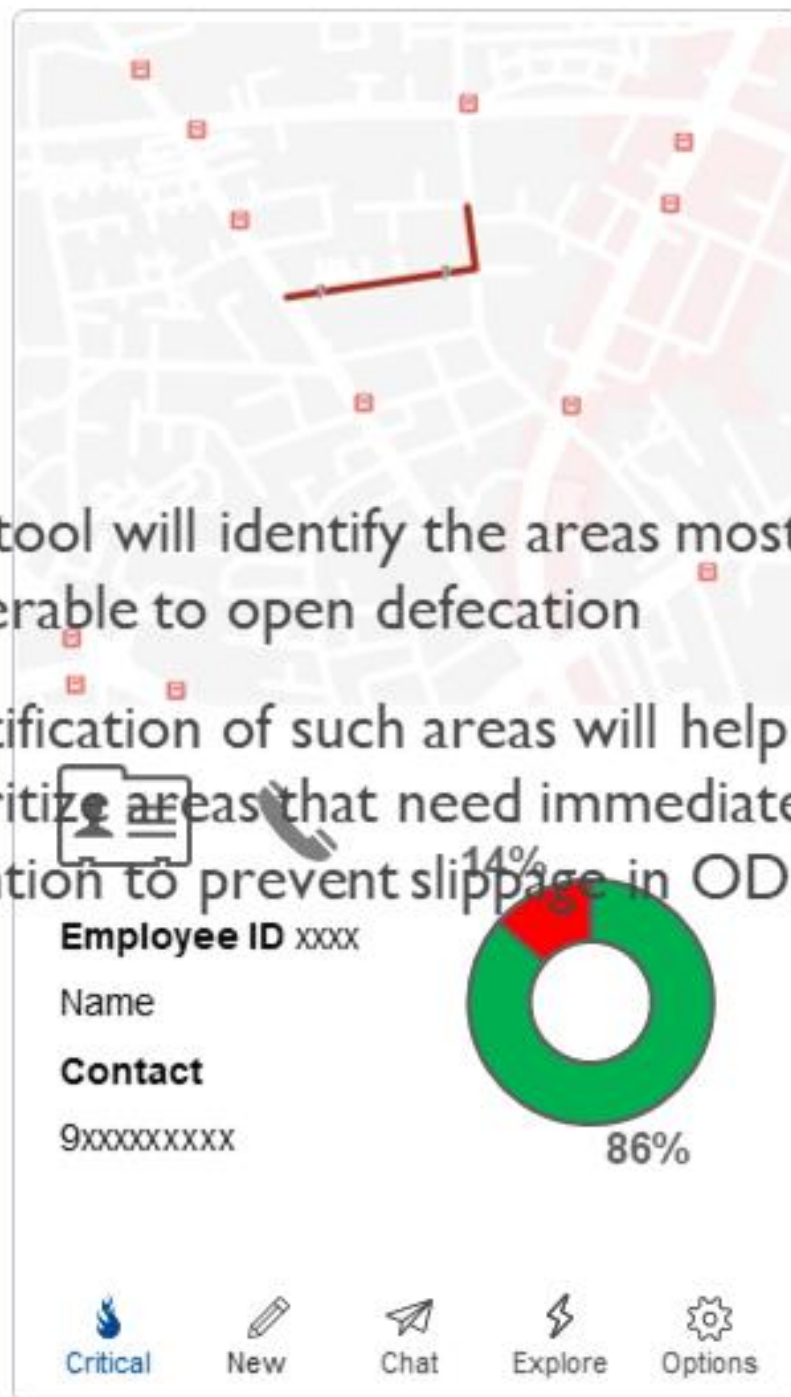 tool will identify the areas most
erable to open defecation
tification of such areas will help
ritize areas that need immediate
ntion to prevent slippage in OD
14%
Employee ID xxxx
Name
Contact
9xxxxxxxxx
86%
Critical New Chat Explore Options